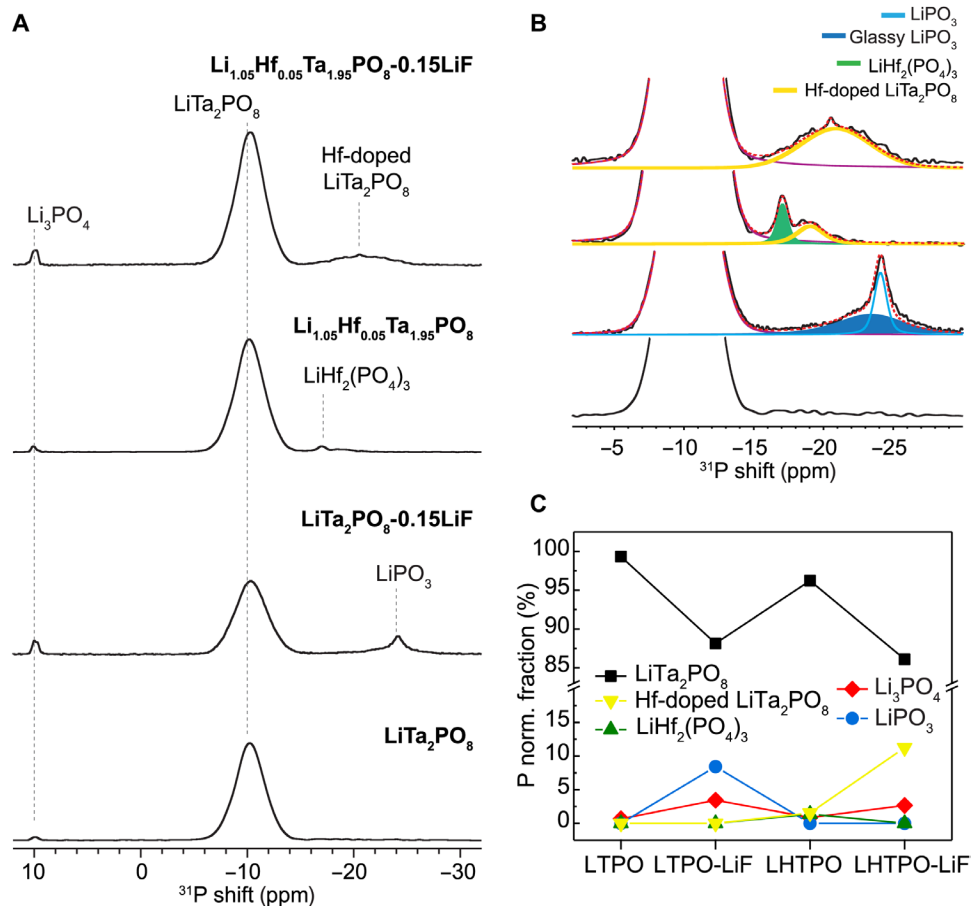 A
Li₁.₀₅Hf₀.₀₅Ta₁.₉₅PO₈-0.15LiF
LiTa₂PO₈
Hf-doped
LiTa₂PO₈
Li₃PO₄
Li₁.₀₅Hf₀.₀₅Ta₁.₉₅PO₈
LiHf₂(PO₄)₃
LiTa₂PO₈-0.15LiF
LiPO₃
LiTa₂PO₈
10 0 −10 −20 −30
³¹P shift (ppm)
B
LiPO₃
Glassy LiPO₃
LiHf₂(PO₄)₃
Hf-doped LiTa₂PO₈
−5 −10 −15 −20 −25
³¹P shift (ppm)
C
P norm. fraction (%)
100
95
90
85
15
10
5
0
LiTa₂PO₈
Hf-doped LiTa₂PO₈
LiHf₂(PO₄)₃
Li₃PO₄
LiPO₃
LTPO LTPO-LiF LHTPO LHTPO-LiF